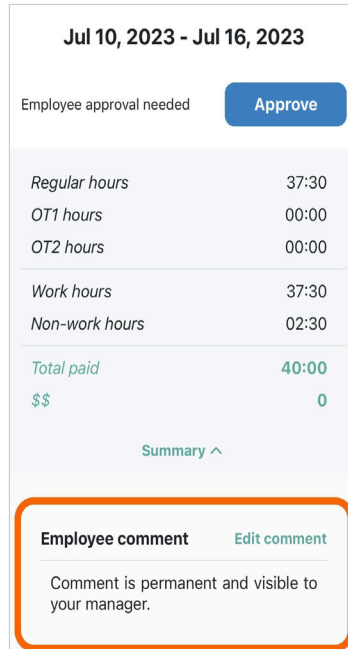 Jul 10, 2023 - Jul 16, 2023
Employee approval needed Approve
Regular hours 37:30
OT1 hours 00:00
OT2 hours 00:00
Work hours 37:30
Non-work hours 02:30
Total paid 40:00
$$ 0
Summary ^
Employee comment Edit comment
Comment is permanent and visible to
your manager.